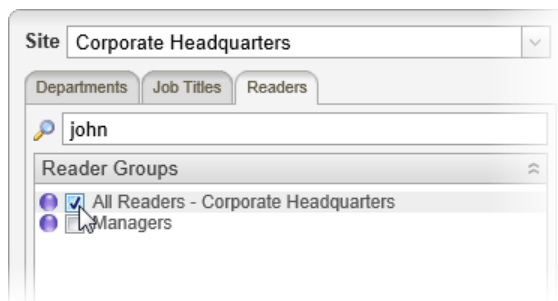 Site Corporate Headquarters
Departments Job Titles Readers
john
Reader Groups
All Readers - Corporate Headquarters
Managers